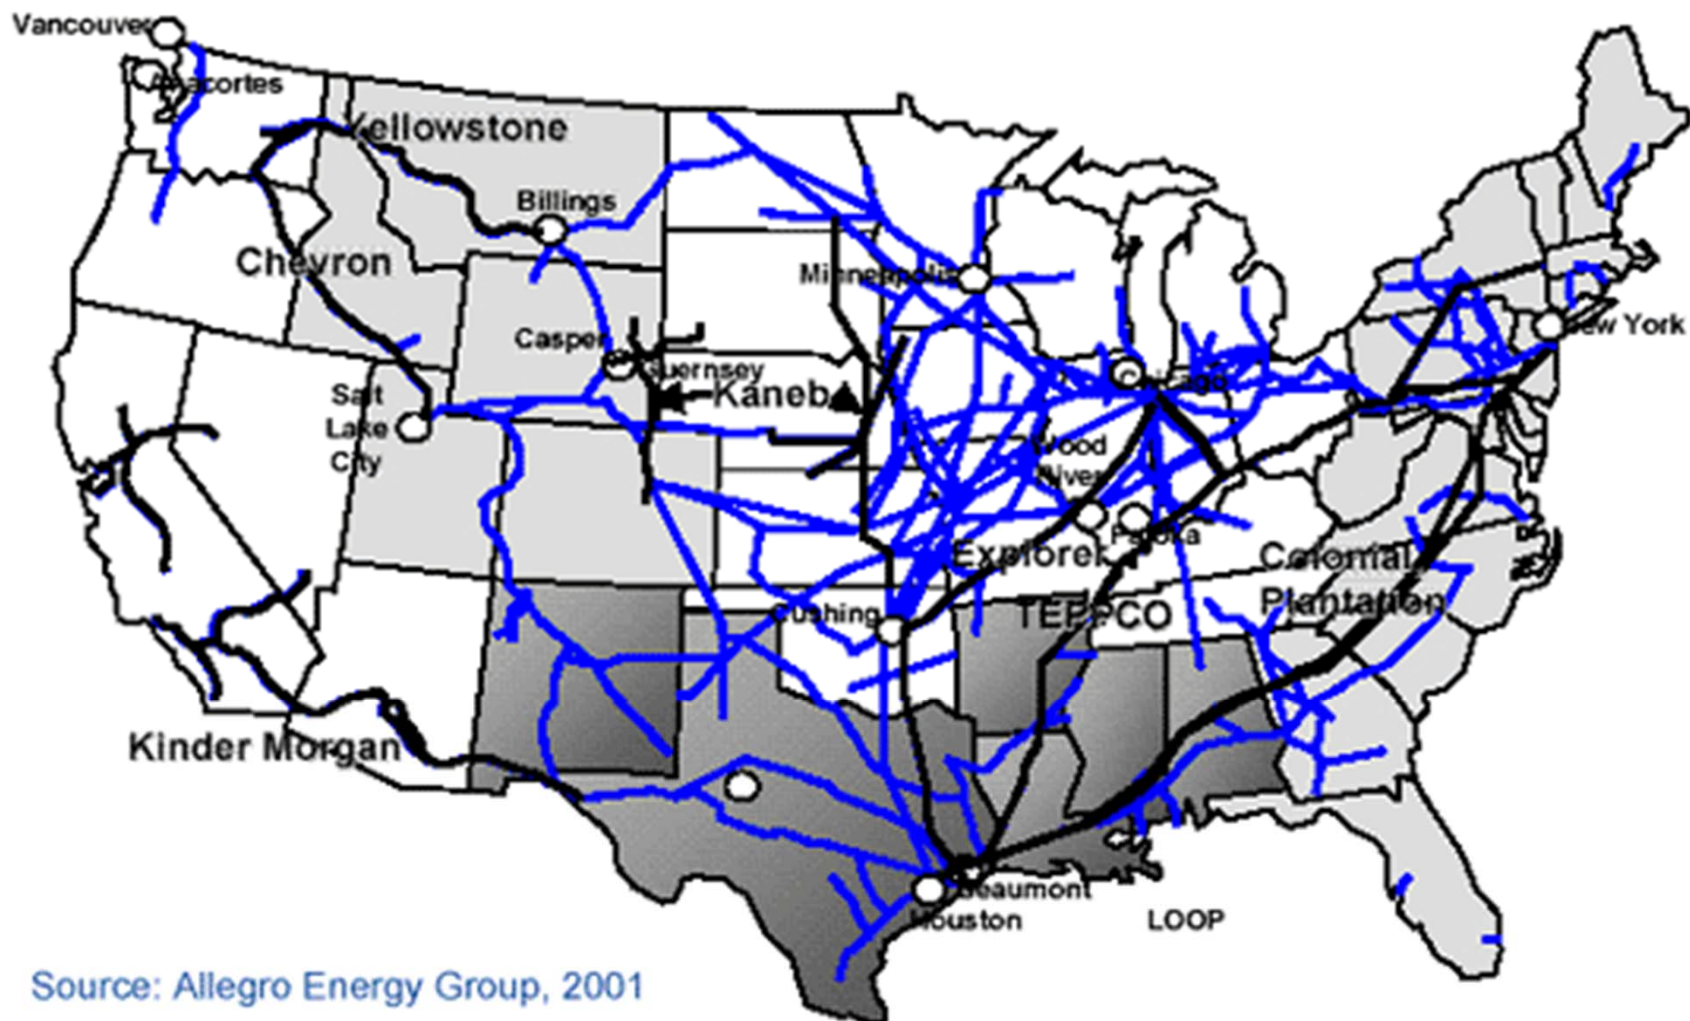 Vancouver
Anacortes
Yellowstone
Billings
Chevron
Minneapolis
Casper
Guernsey
New York
Salt
Lake
City
Kaneb
Chicago
Wood
River
Patoka
Explorer
Colonial
Plantation
Cushing
TEPPCO
Kinder Morgan
Beaumont
Houston
LOOP
Source: Allegro Energy Group, 2001